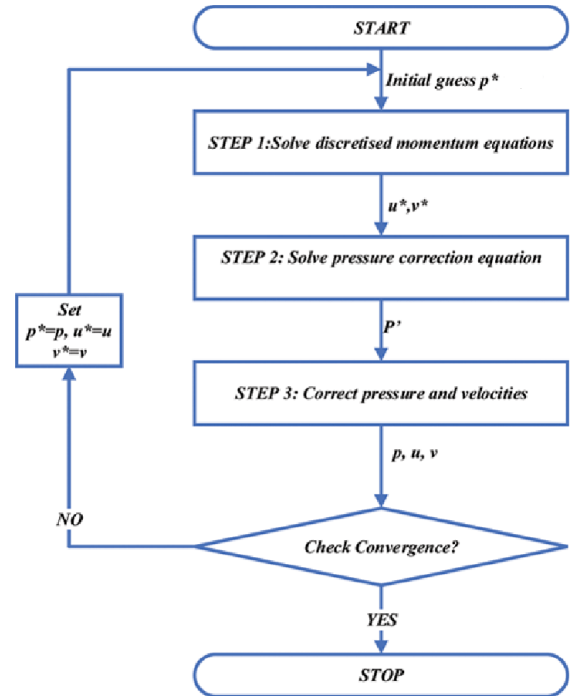 START
Initial guess p*
STEP 1:Solve discretised momentum equations
u*,v*
STEP 2: Solve pressure correction equation
P’
Set
p*=p, u*=u
v*=v
STEP 3: Correct pressure and velocities
p, u, v
NO
Check Convergence?
YES
STOP